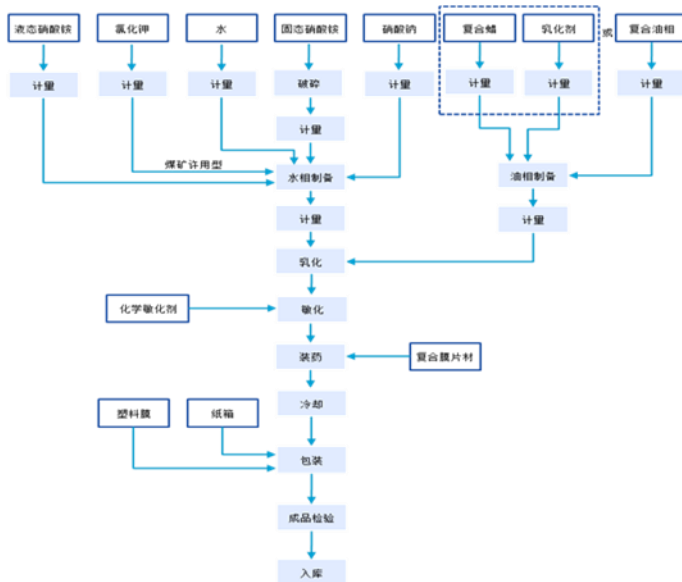 液态硝酸铵
氯化钾
水
固态硝酸铵
硝酸钠
复合蜡
乳化剂
或
复合油相
计量
计量
计量
破碎
计量
计量
计量
计量
计量
煤矿许用型
水相制备
油相制备
计量
计量
乳化
化学敏化剂
敏化
装药
复合膜片材
冷却
塑料膜
纸箱
包装
成品检验
入库